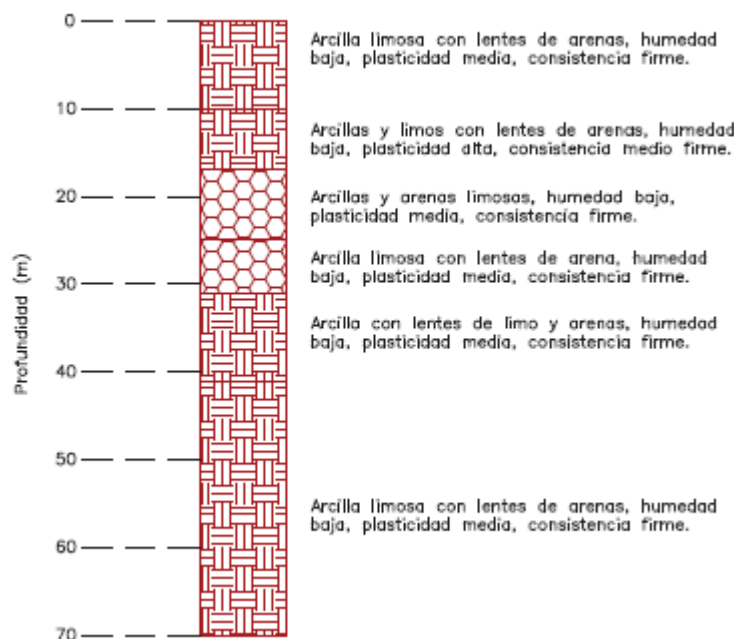 0
Arcilla limosa con lentes de arenas, humedad
baja, plasticidad media, consistencia firme.
10
Arcillas y limos con lentes de arenas, humedad
baja, plasticidad alta, consistencia medio firme.
20
Arcillas y arenas limosas, humedad baja,
plasticidad media, consistencia firme.
Arcilla limosa con lentes de arena, humedad
baja, plasticidad media, consistencia firme.
30
Arcilla con lentes de limo y arenas, humedad
baja, plasticidad media, consistencia firme.
40
50
Arcilla limosa con lentes de arenas, humedad
baja, plasticidad media, consistencia firme.
60
70
Profundidad (m)